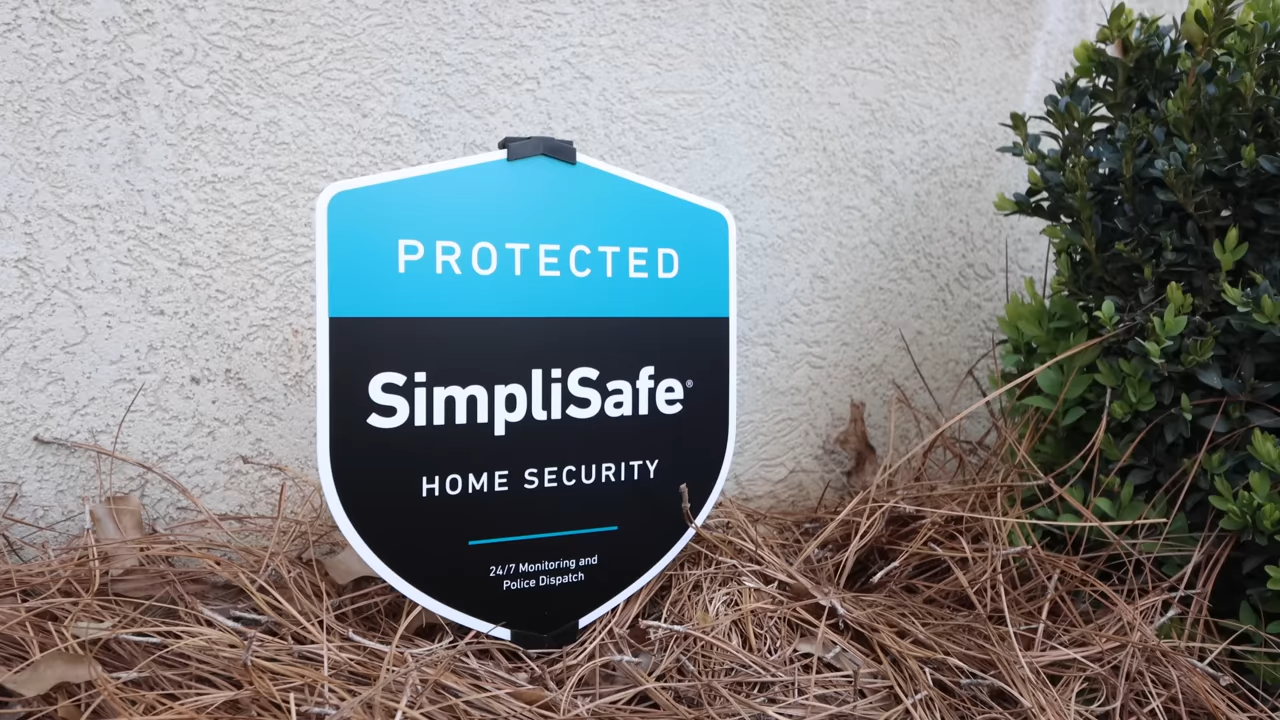 PROTECTED
SimpliSafe®
HOME SECURITY
24/7 Monitoring and
Police Dispatch